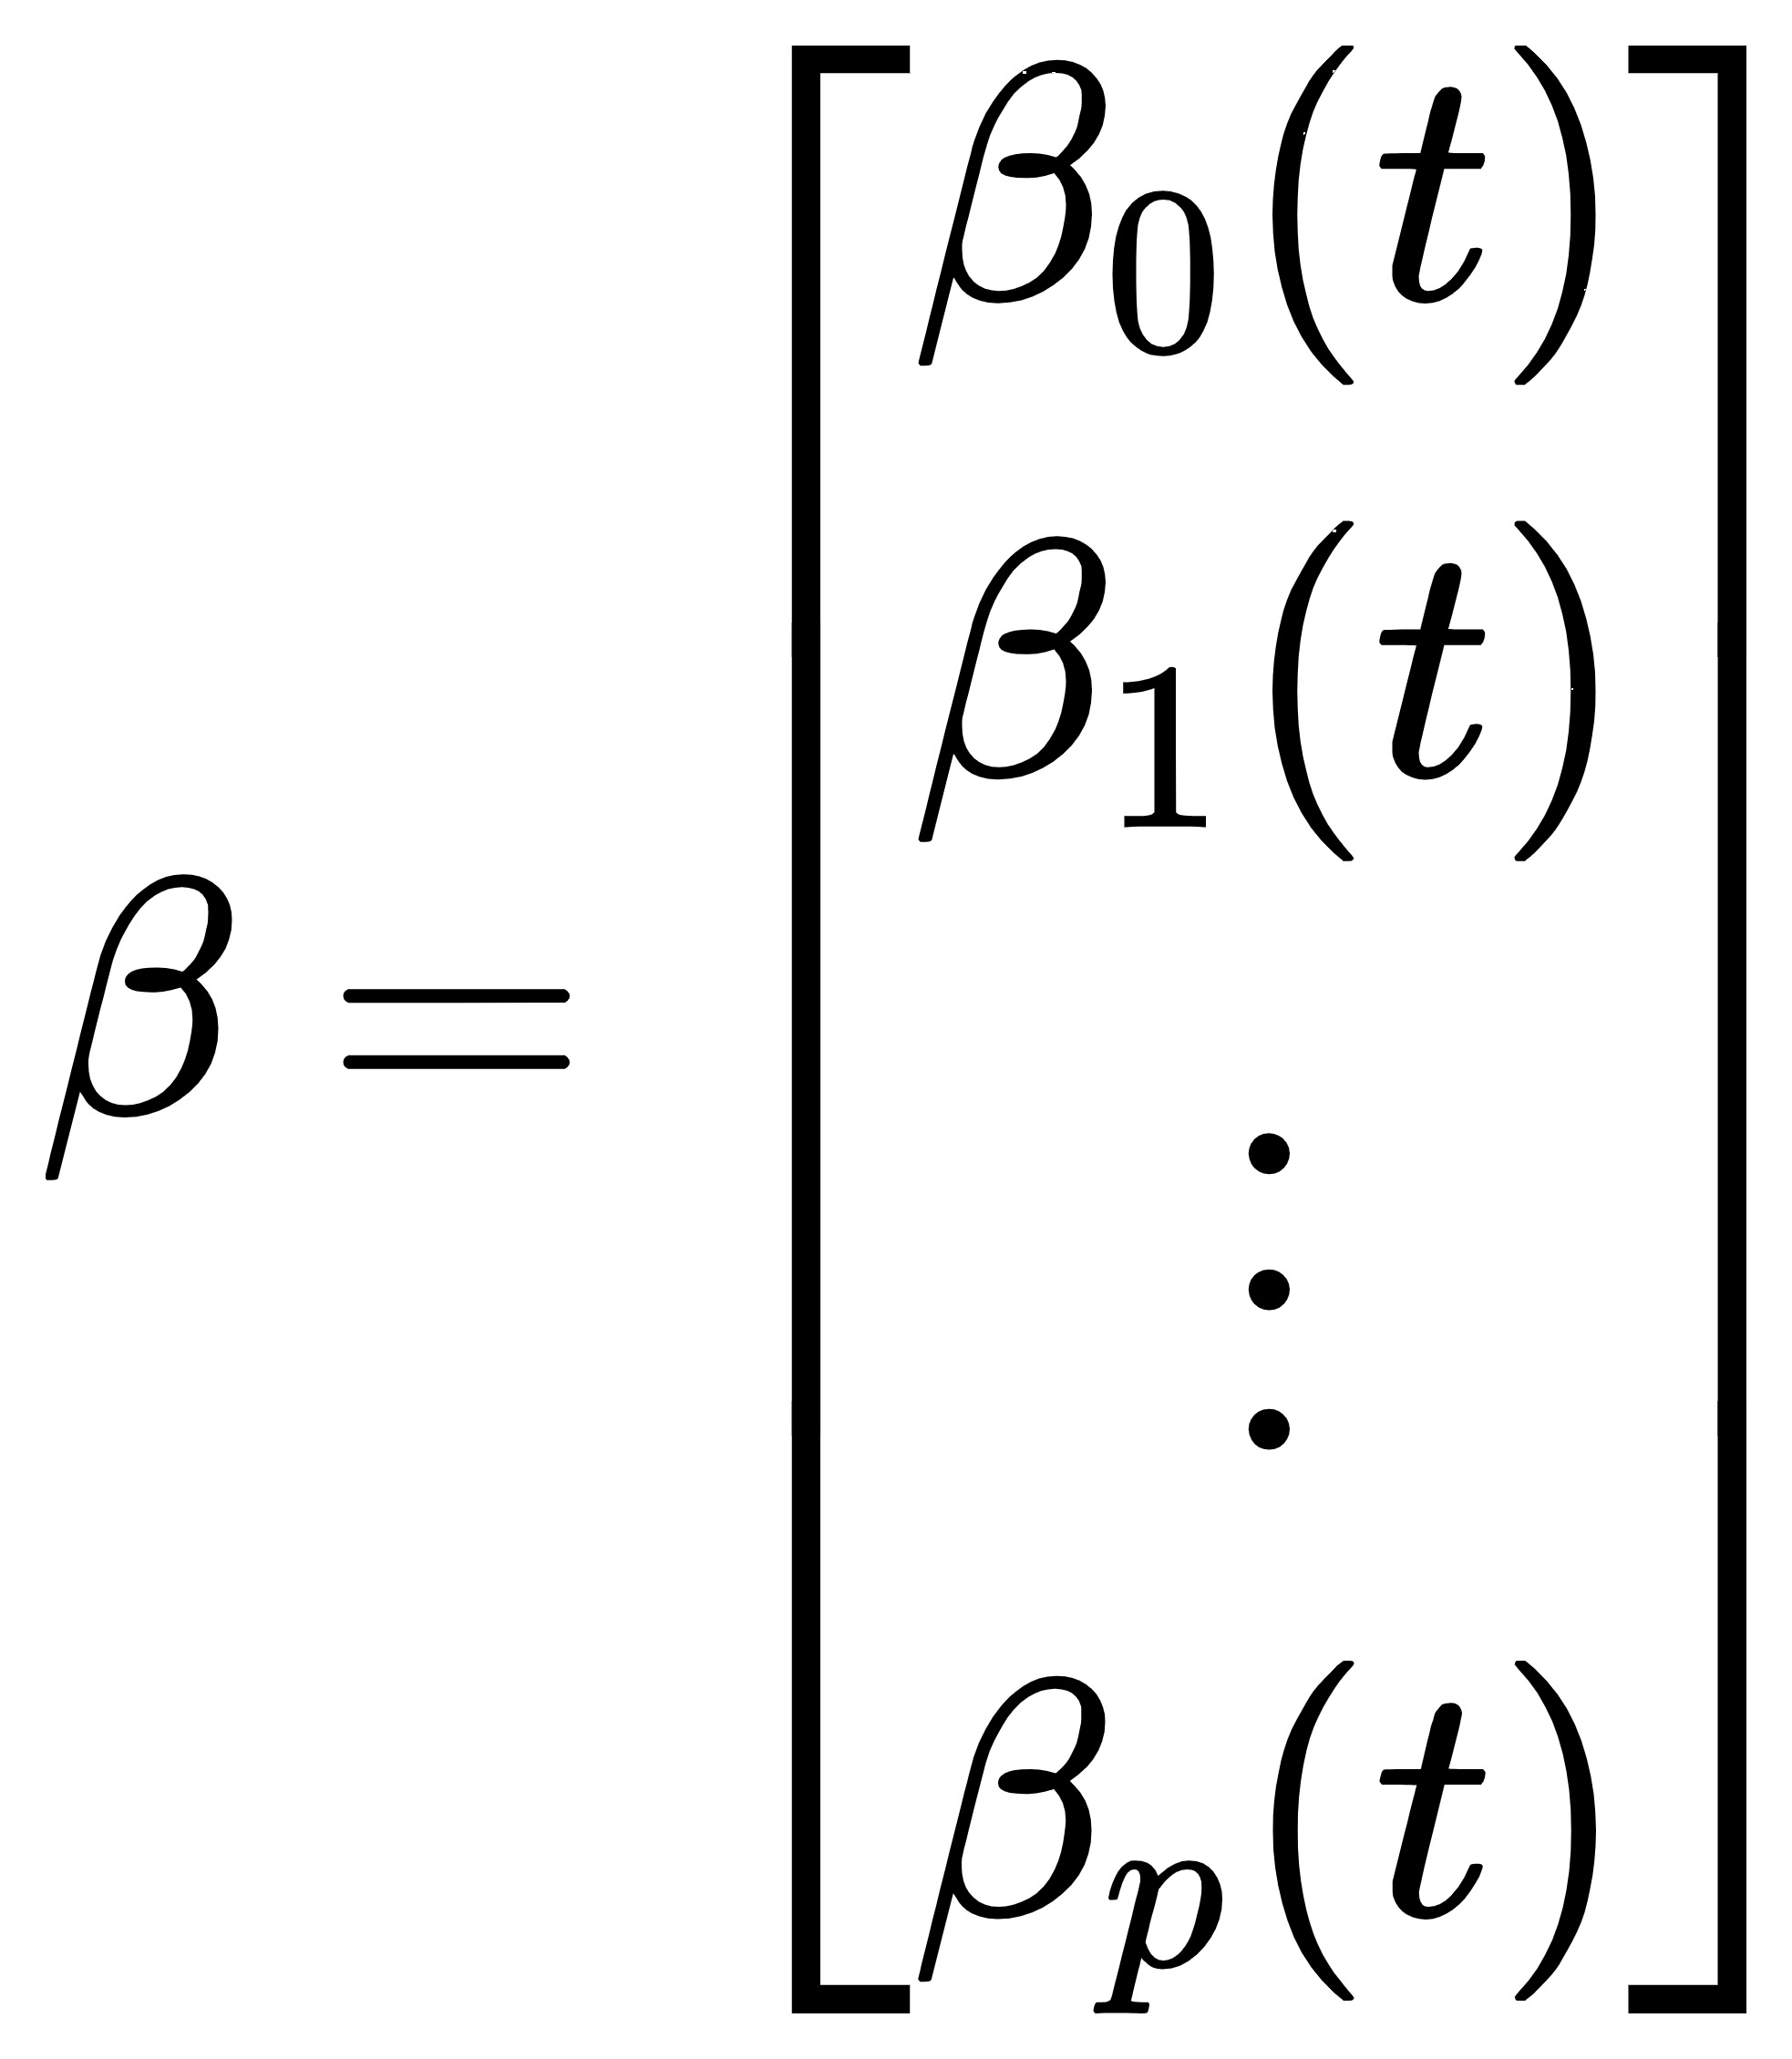 β₀(t)
β₁(t)
β =
⋮
βₚ(t)